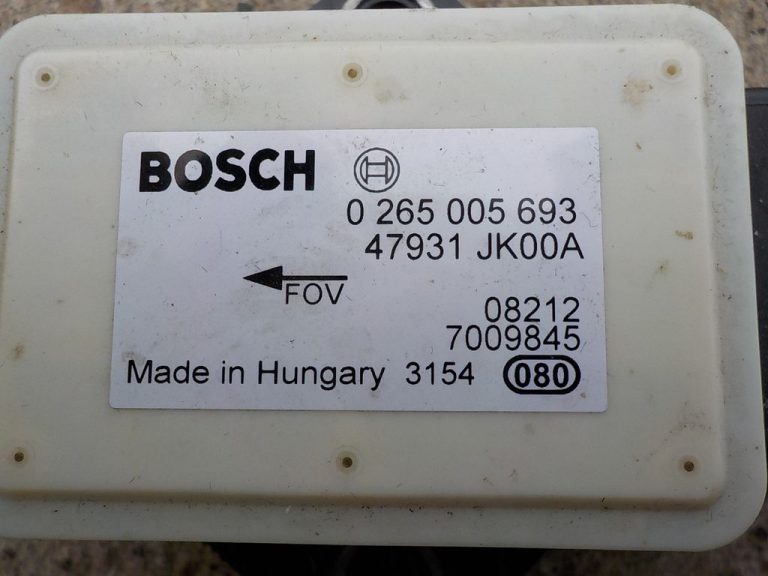 BOSCH
0 265 005 693
47931 JK00A
FOV
08212
7009845
Made in Hungary 3154 080